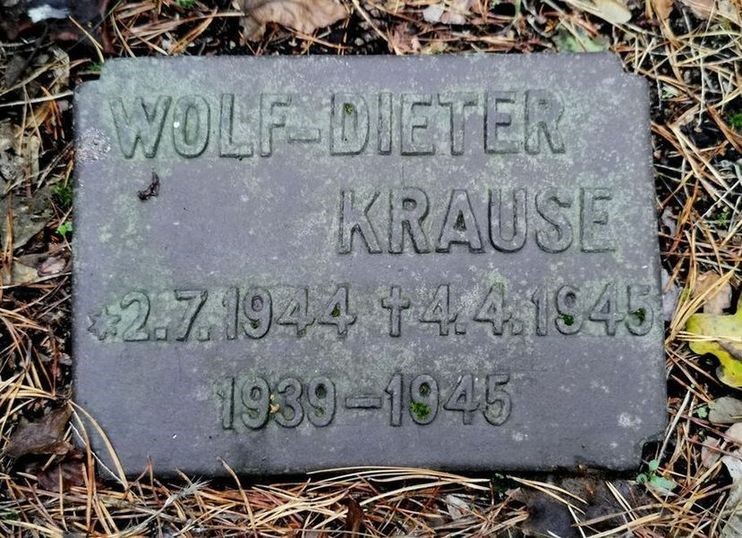 WOLF-DIETER
KRAUSE
*2.7.1944 †4.4.1945
1939-1945